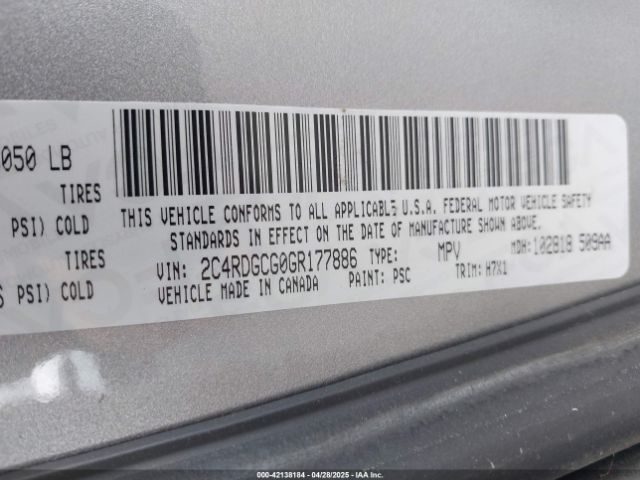 050 LB
TIRES
PSI) COLD
TIRES
PSI) COLD
THIS VEHICLE CONFORMS TO ALL APPLICABLE U.S.A. FEDERAL MOTOR VEHICLE SAFETY
STANDARDS IN EFFECT ON THE DATE OF MANUFACTURE SHOWN ABOVE.
VIN: 2C4RDGCG0GR177886 TYPE: MPV MDH: 102818 509AA
VEHICLE MADE IN CANADA PAINT: PSC TRIM: H7X1
000-42138184 | 04/28/2025 | IAAI.COM